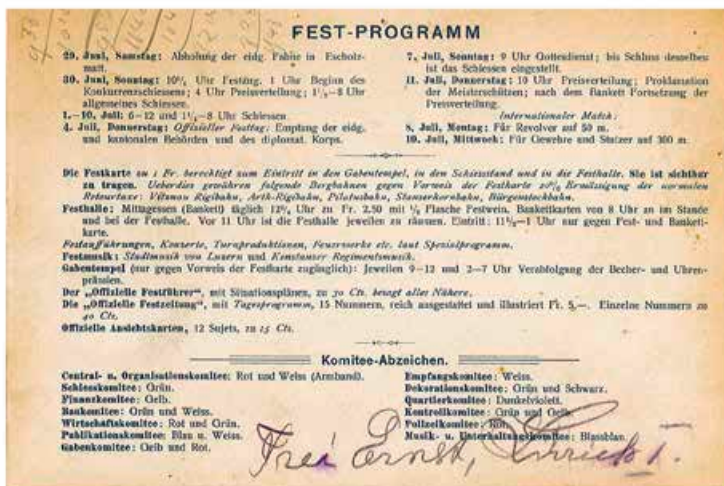 FEST-PROGRAMM
29. Juni, Samstag: Abholung der eidg. Fahne in Escholz-
matt.
30. Juni, Sonntag: 10¼ Uhr Festzug. 1 Uhr Beginn des
Konkurrenzschiessens; 4 Uhr Preisverteilung; 1½–8 Uhr
allgemeines Schiessen.
1.–10. Juli: 6–12 und 1½–8 Uhr Schiessen
4. Juli, Donnerstag: Offizieller Festtag: Empfang der eidg.
und kantonalen Behörden und des diplomat. Korps.
7. Juli, Sonntag: 9 Uhr Gottesdienst; bis Schluss desselben
ist das Schiessen eingestellt.
11. Juli, Donnerstag: 10 Uhr Preisverteilung; Proklamation
der Meisterschützen; nach dem Bankett Fortsetzung der
Preisverteilung.
Internationaler Match:
8. Juli, Montag: Für Revolver auf 50 m.
10. Juli, Mittwoch: Für Gewehre und Stutzer auf 300 m.
Die Festkarte zu 1 Fr. berechtigt zum Eintritt in den Gabentempel, in den Schiesstand und in die Festhalle. Sie ist sichtbar
zu tragen. Ueberdies gewähren folgende Bergbahnen gegen Vorweis der Festkarte 20% Ermässigung der normalen
Retourtaxe: Vitznau Rigibahn, Arth-Rigibahn, Pilatusbahn, Stanserhornbahn, Bürgenstockbahn.
Festhalle: Mittagessen (Bankett) täglich 12¼ Uhr zu Fr. 2.50 mit ½ Flasche Festwein. Bankettkarten von 8 Uhr an im Stande
und bei der Festhalle. Vor 11 Uhr ist die Festhalle jeweilen zu räumen. Eintritt: 11½–1 Uhr nur gegen Fest- und Bankett-
karte.
Festaufführungen, Konzerte, Turnproduktionen, Feuerwerke etc. laut Spezialprogramm.
Festmusik: Stadtmusik von Luzern und Konstanzer Regimentsmusik.
Gabentempel (nur gegen Vorweis der Festkarte zugänglich): Jeweilen 9–12 und 2–7 Uhr Verabfolgung der Becher- und Uhren-
prämien.
Der „Offizielle Festführer", mit Situationsplänen, zu 30 Cts. besagt alles Nähere.
Die „Offizielle Festzeitung", mit Tagesprogramm, 15 Nummern, reich ausgestattet und illustriert Fr. 5,—. Einzelne Nummern zu
40 Cts.
Offizielle Ansichtskarten, 12 Sujets, zu 15 Cts.
Komitee-Abzeichen.
Central- u. Organisationskomitee: Rot und Weiss (Armband).
Schiesskomitee: Grün.
Finanzkomitee: Gelb.
Baukomitee: Grün und Weiss.
Wirtschaftskomitee: Rot und Grün.
Publikationskomitee: Blau u. Weiss.
Gabenkomitee: Gelb und Rot.
Empfangskomitee: Weiss.
Dekorationskomitee: Grün und Schwarz.
Quartierkomitee: Dunkelviolett.
Kontrollkomitee: Grün und Gelb.
Polizeikomitee: Rot.
Musik- u. Unterhaltungskomitee: Blassblau.
Frei Ernst,